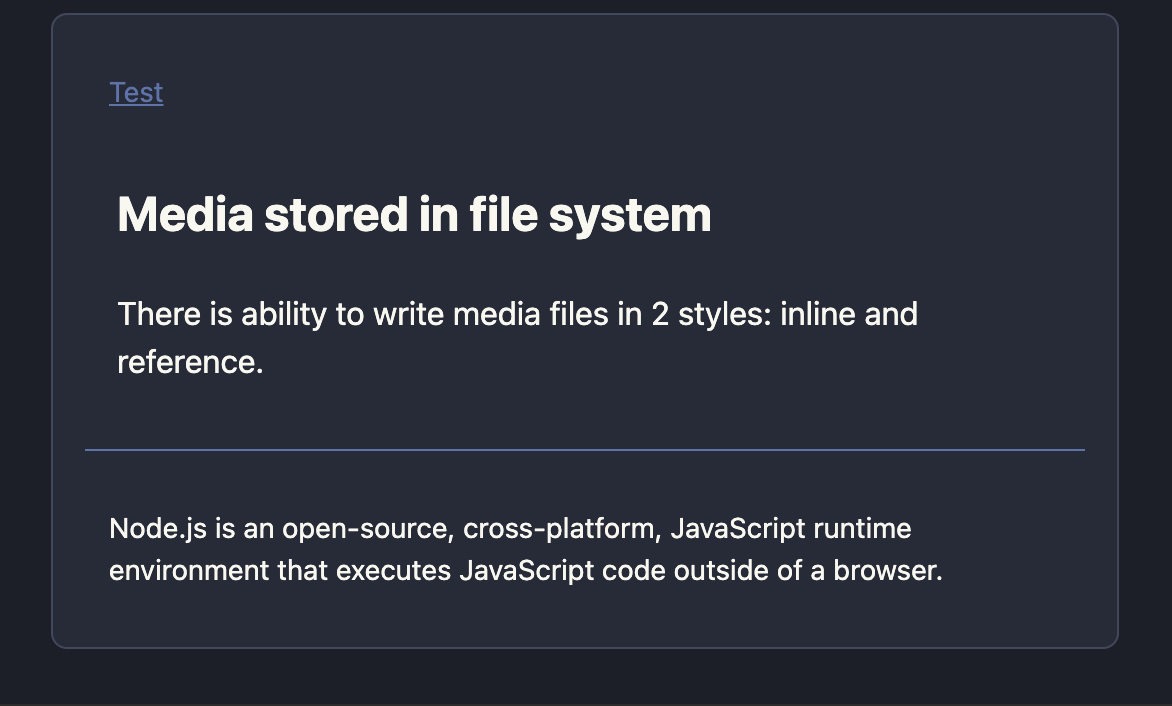 Test
Media stored in file system
There is ability to write media files in 2 styles: inline and
reference.
Node.js is an open-source, cross-platform, JavaScript runtime
environment that executes JavaScript code outside of a browser.